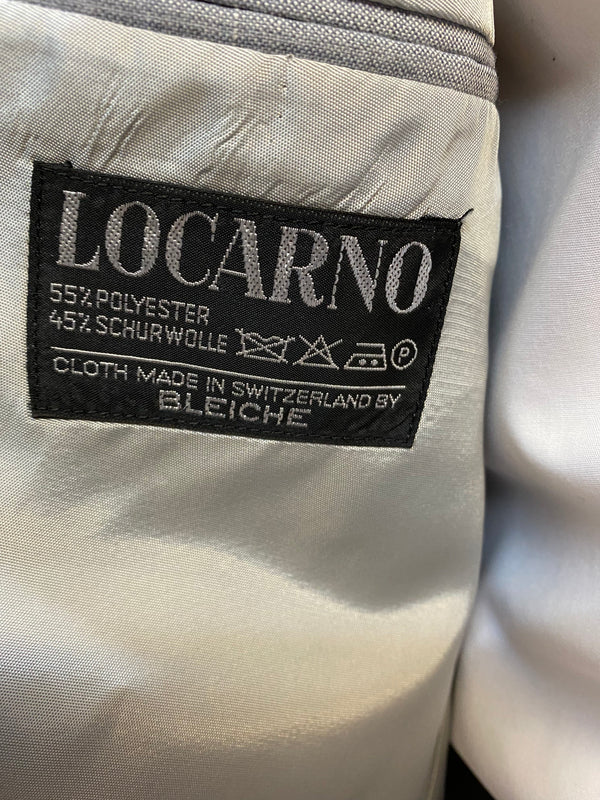 LOCARNO
55% POLYESTER
45% SCHURWOLLE P
CLOTH MADE IN SWITZERLAND BY
BLEICHE